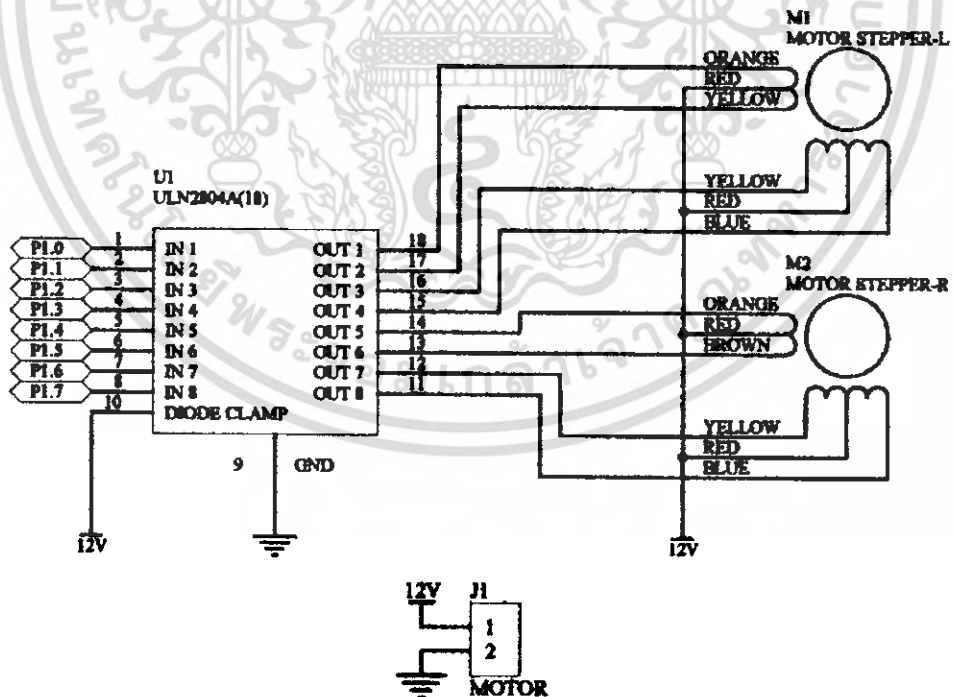 M1
MOTOR STEPPER-L
ORANGE
RED
YELLOW
YELLOW
RED
BLUE
U1
ULN2804A(18)
P1.0 1 IN 1 OUT 1 18
P1.1 2 IN 2 OUT 2 17
P1.2 3 IN 3 OUT 3 16
P1.3 4 IN 4 OUT 4 15
P1.4 5 IN 5 OUT 5 14
P1.5 6 IN 6 OUT 6 13
P1.6 7 IN 7 OUT 7 12
P1.7 8 IN 8 OUT 8 11
10 DIODE CLAMP
9 GND
12V
M2
MOTOR STEPPER-R
ORANGE
RED
BROWN
YELLOW
RED
BLUE
12V
12V J1
1
2
MOTOR